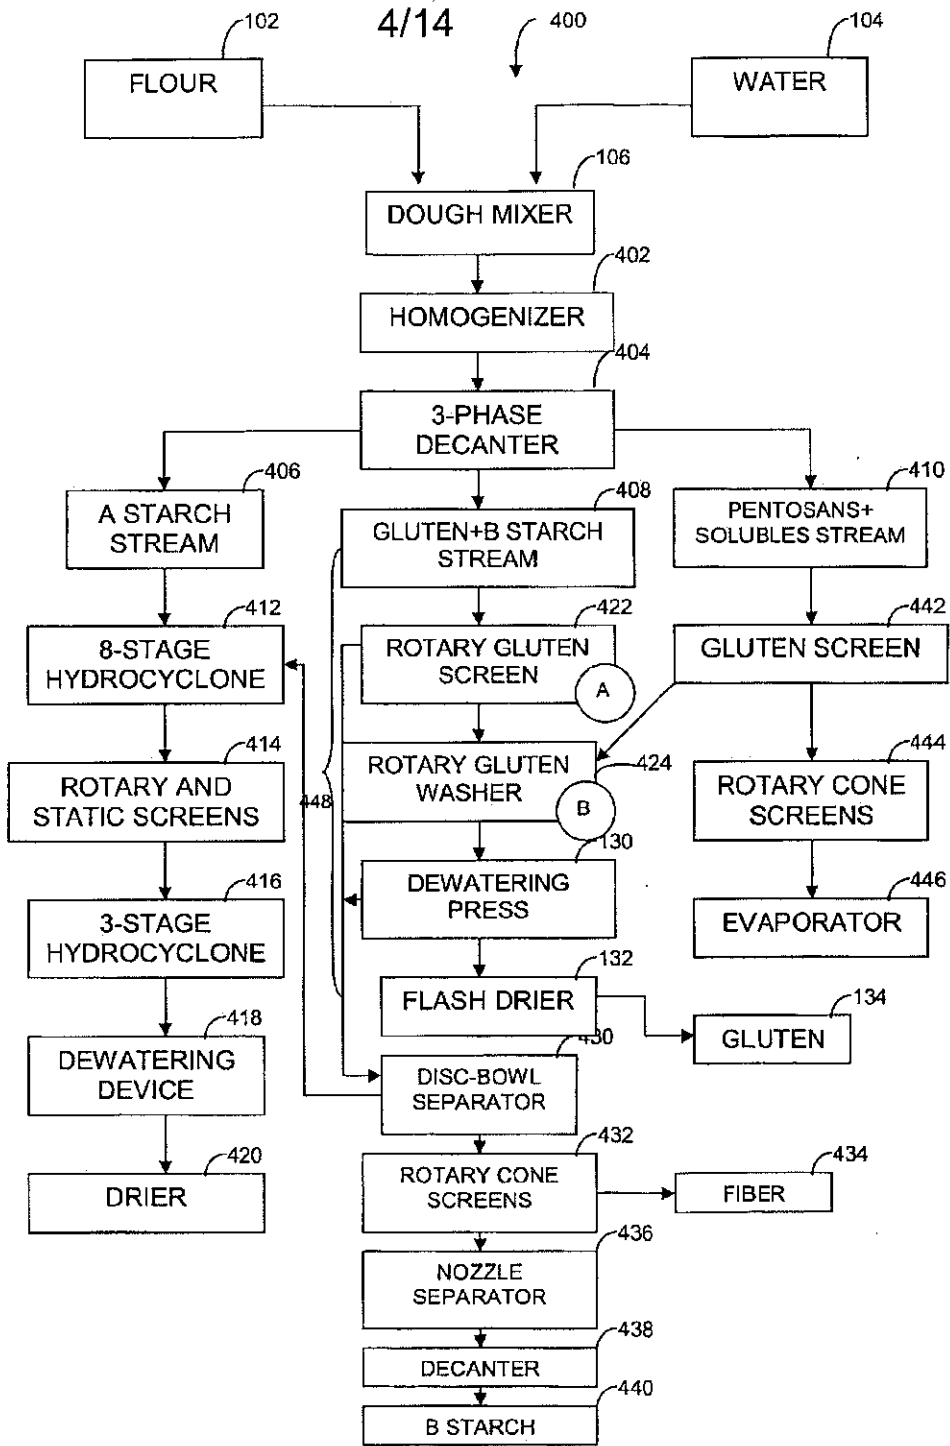 4/14
400
102
FLOUR
104
WATER
106
DOUGH MIXER
402
HOMOGENIZER
404
3-PHASE
DECANTER
406
A STARCH
STREAM
408
GLUTEN+B STARCH
STREAM
410
PENTOSANS+
SOLUBLES STREAM
412
8-STAGE
HYDROCYCLONE
422
ROTARY GLUTEN
SCREEN
A
442
GLUTEN SCREEN
414
ROTARY AND
STATIC SCREENS
424
ROTARY GLUTEN
WASHER
B
444
ROTARY CONE
SCREENS
448
416
3-STAGE
HYDROCYCLONE
130
DEWATERING
PRESS
446
EVAPORATOR
132
FLASH DRIER
134
GLUTEN
418
DEWATERING
DEVICE
430
DISC-BOWL
SEPARATOR
420
DRIER
432
ROTARY CONE
SCREENS
434
FIBER
436
NOZZLE
SEPARATOR
438
DECANTER
440
B STARCH